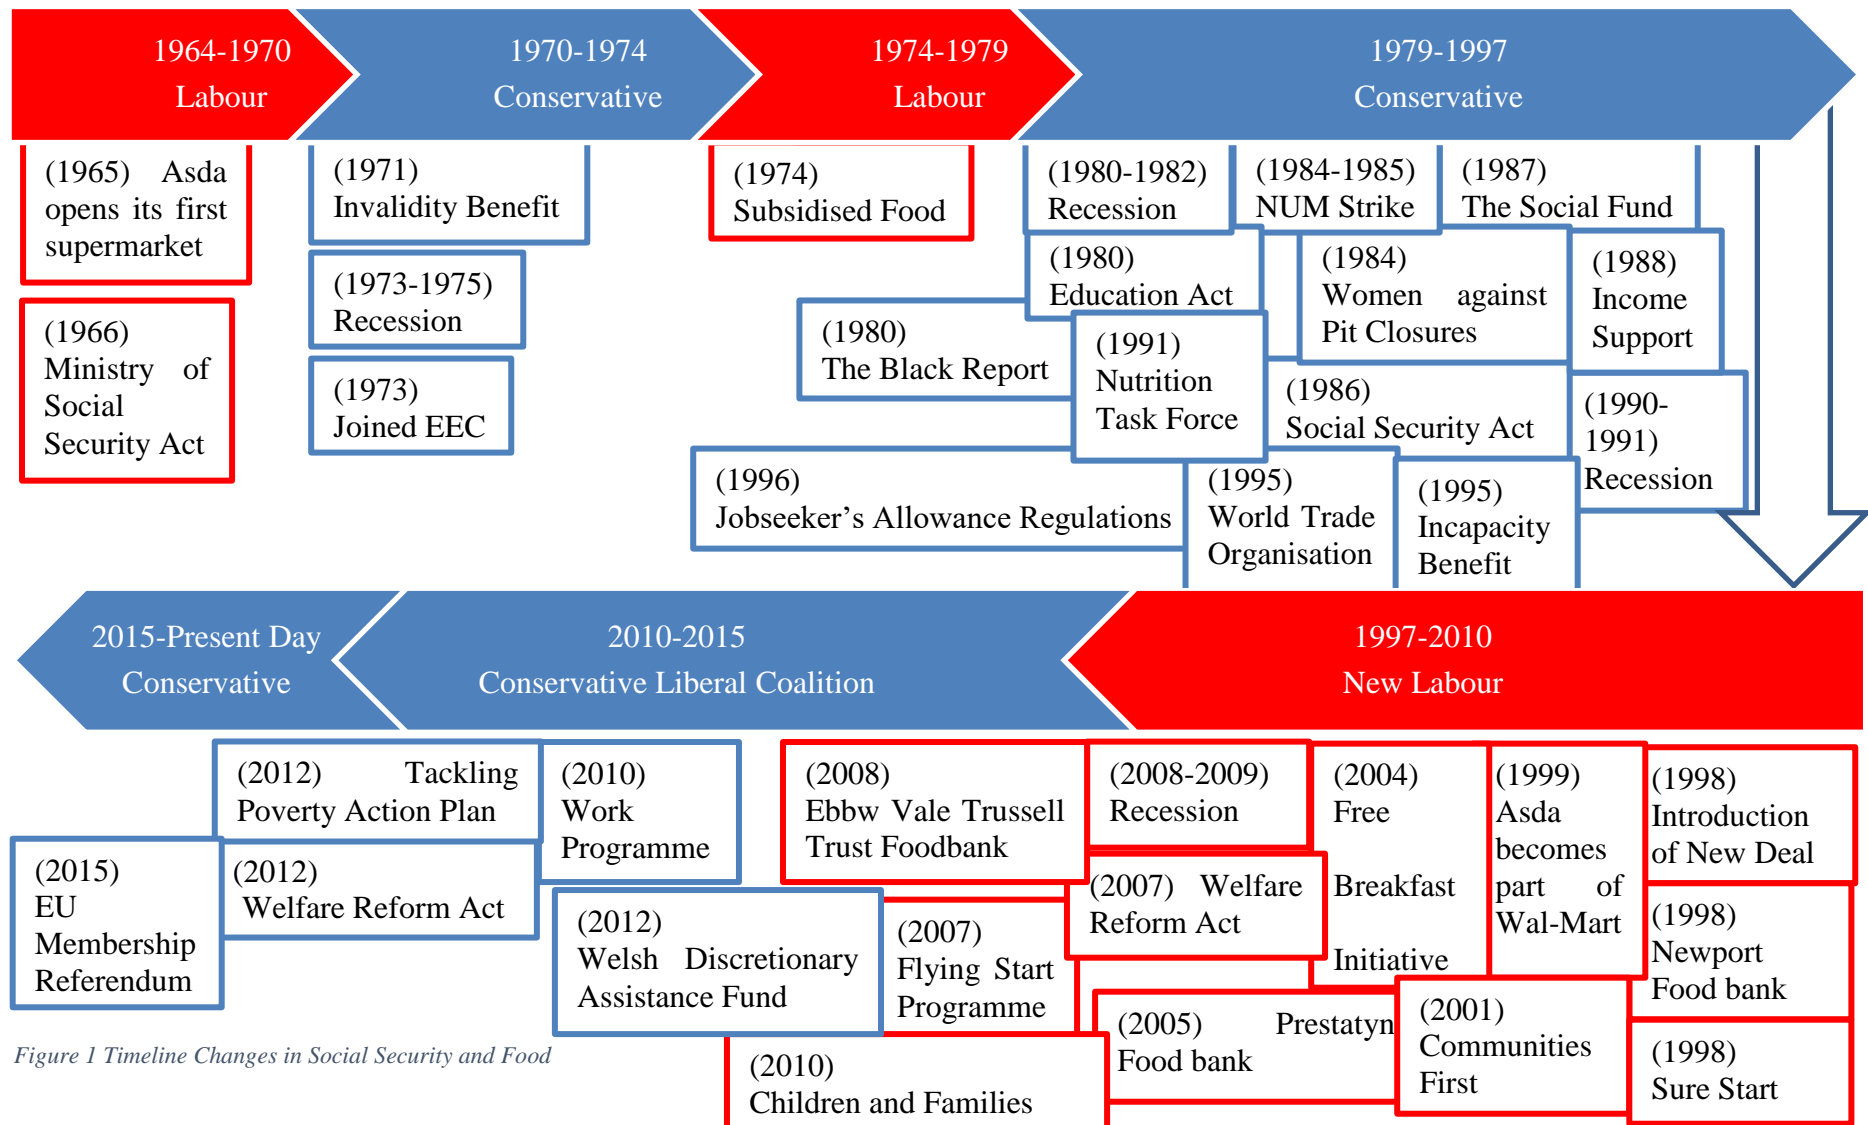 1964-1970
Labour
1970-1974
Conservative
1974-1979
Labour
1979-1997
Conservative
(1965) Asda
opens its first
supermarket
(1966)
Ministry of
Social
Security Act
(1971)
Invalidity Benefit
(1973-1975)
Recession
(1973)
Joined EEC
(1974)
Subsidised Food
(1980-1982)
Recession
(1984-1985)
NUM Strike
(1987)
The Social Fund
(1980)
Education Act
(1984)
Women against
Pit Closures
(1988)
Income
Support
(1980)
The Black Report
(1991)
Nutrition
Task Force
(1986)
Social Security Act
(1990-
1991)
Recession
(1996)
Jobseeker’s Allowance Regulations
(1995)
World Trade
Organisation
(1995)
Incapacity
Benefit
2015-Present Day
Conservative
2010-2015
Conservative Liberal Coalition
1997-2010
New Labour
(2012) Tackling
Poverty Action Plan
(2010)
Work
Programme
(2008)
Ebbw Vale Trussell
Trust Foodbank
(2008-2009)
Recession
(2004)
Free
Breakfast
Initiative
(1999)
Asda
becomes
part of
Wal-Mart
(1998)
Introduction
of New Deal
(2015)
EU
Membership
Referendum
(2012)
Welfare Reform Act
(2012)
Welsh Discretionary
Assistance Fund
(2007)
Flying Start
Programme
(2007) Welfare
Reform Act
(1998)
Newport
Food bank
(2005) Prestatyn
Food bank
(2001)
Communities
First
(1998)
Sure Start
(2010)
Children and Families
Figure 1 Timeline Changes in Social Security and Food